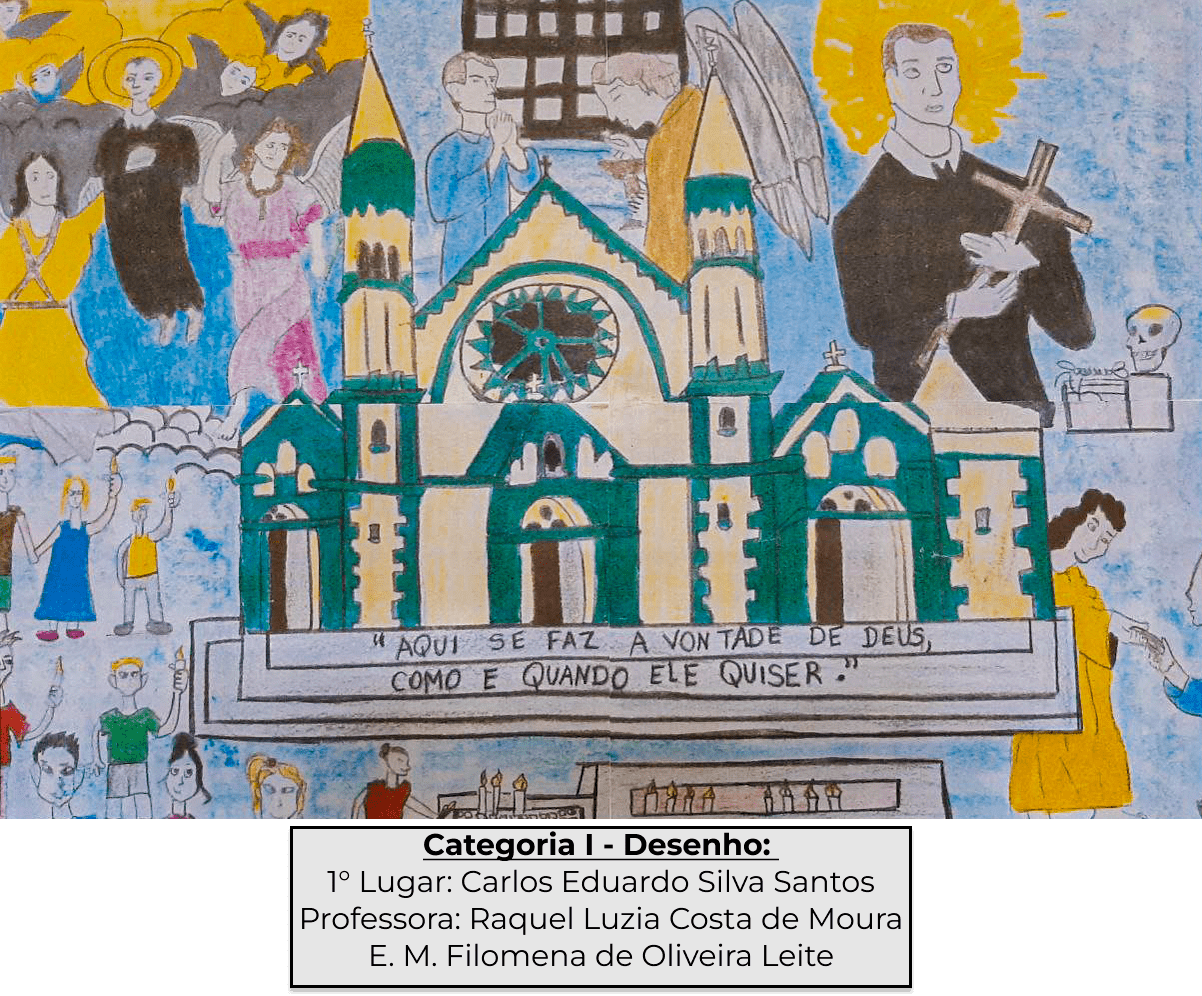 “ AQUI SE FAZ A VONTADE DE DEUS,
COMO E QUANDO ELE QUISER.”
Categoria I - Desenho:
1° Lugar: Carlos Eduardo Silva Santos
Professora: Raquel Luzia Costa de Moura
E. M. Filomena de Oliveira Leite